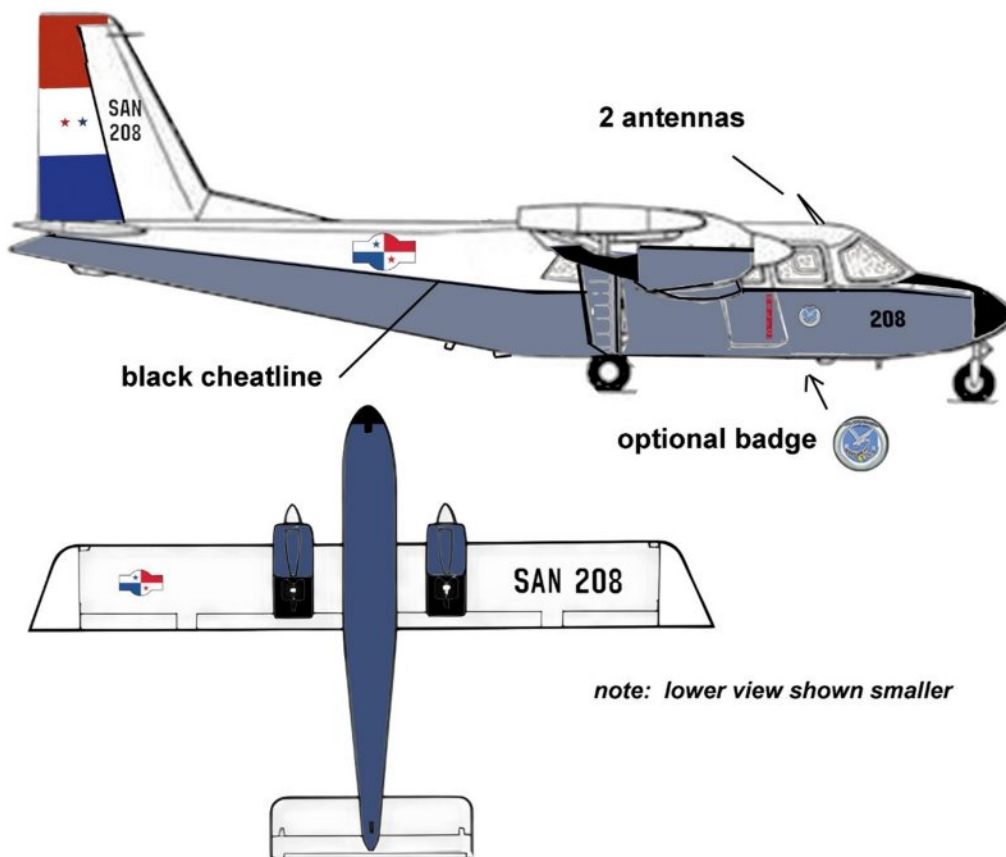 2 antennas
SAN
208
208
black cheatline
optional badge
SAN 208
note: lower view shown smaller